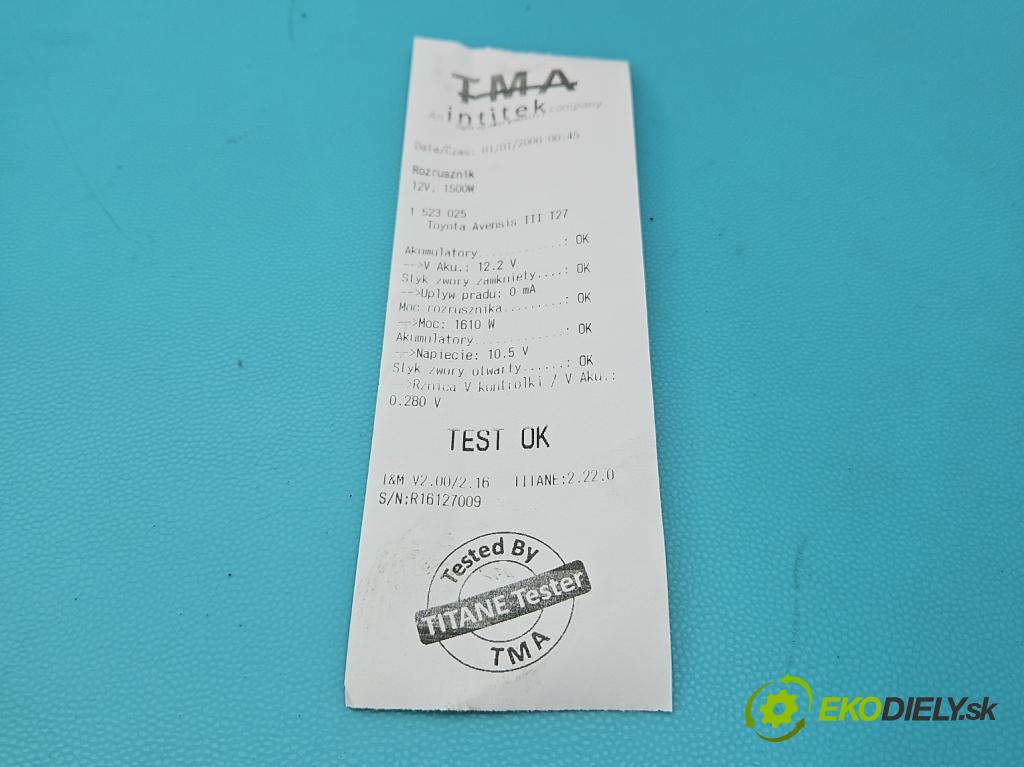 TMA
An intitek company
Data/Czas: 01/01/2000 00:45
Rozrusznik
12V, 1500W
1 523 025
Toyota Avensis III T27
Akumulatory............: OK
-->V Aku.: 12.2 V
Styk zwory zamkniety....: OK
-->Uplyw pradu: 0 mA
Moc rozrusznika.........: OK
-->Moc: 1610 W
Akumulatory............: OK
-->Napiecie: 10.5 V
Styk zwory otwarty......: OK
-->Rznica V kontrolki / V Aku.:
0.280 V
TEST OK
I&M V2.00/2.16 TITANE:2.22.0
S/N:R16127009
Tested By
TITANE Tester
TMA
EKODIELY.sk